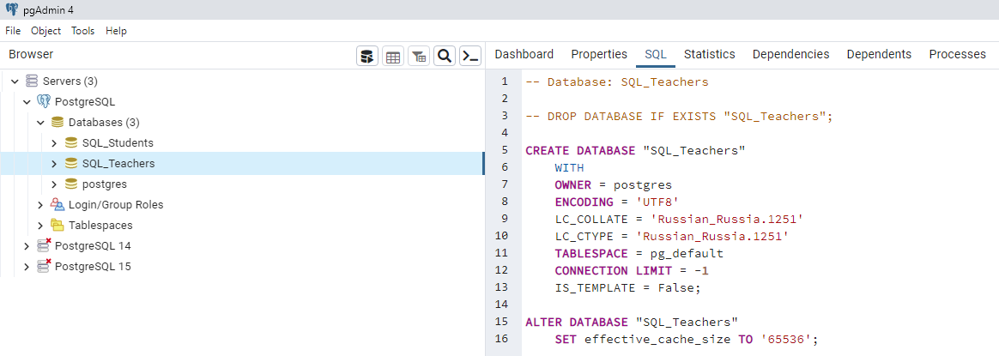 pgAdmin 4
File Object Tools Help
Browser
Servers (3)
PostgreSQL
Databases (3)
SQL_Students
SQL_Teachers
postgres
Login/Group Roles
Tablespaces
PostgreSQL 14
PostgreSQL 15
Dashboard Properties SQL Statistics Dependencies Dependents Processes
1 -- Database: SQL_Teachers
2
3 -- DROP DATABASE IF EXISTS "SQL_Teachers";
4
5 CREATE DATABASE "SQL_Teachers"
6 WITH
7 OWNER = postgres
8 ENCODING = 'UTF8'
9 LC_COLLATE = 'Russian_Russia.1251'
10 LC_CTYPE = 'Russian_Russia.1251'
11 TABLESPACE = pg_default
12 CONNECTION LIMIT = -1
13 IS_TEMPLATE = False;
14
15 ALTER DATABASE "SQL_Teachers"
16 SET effective_cache_size TO '65536';